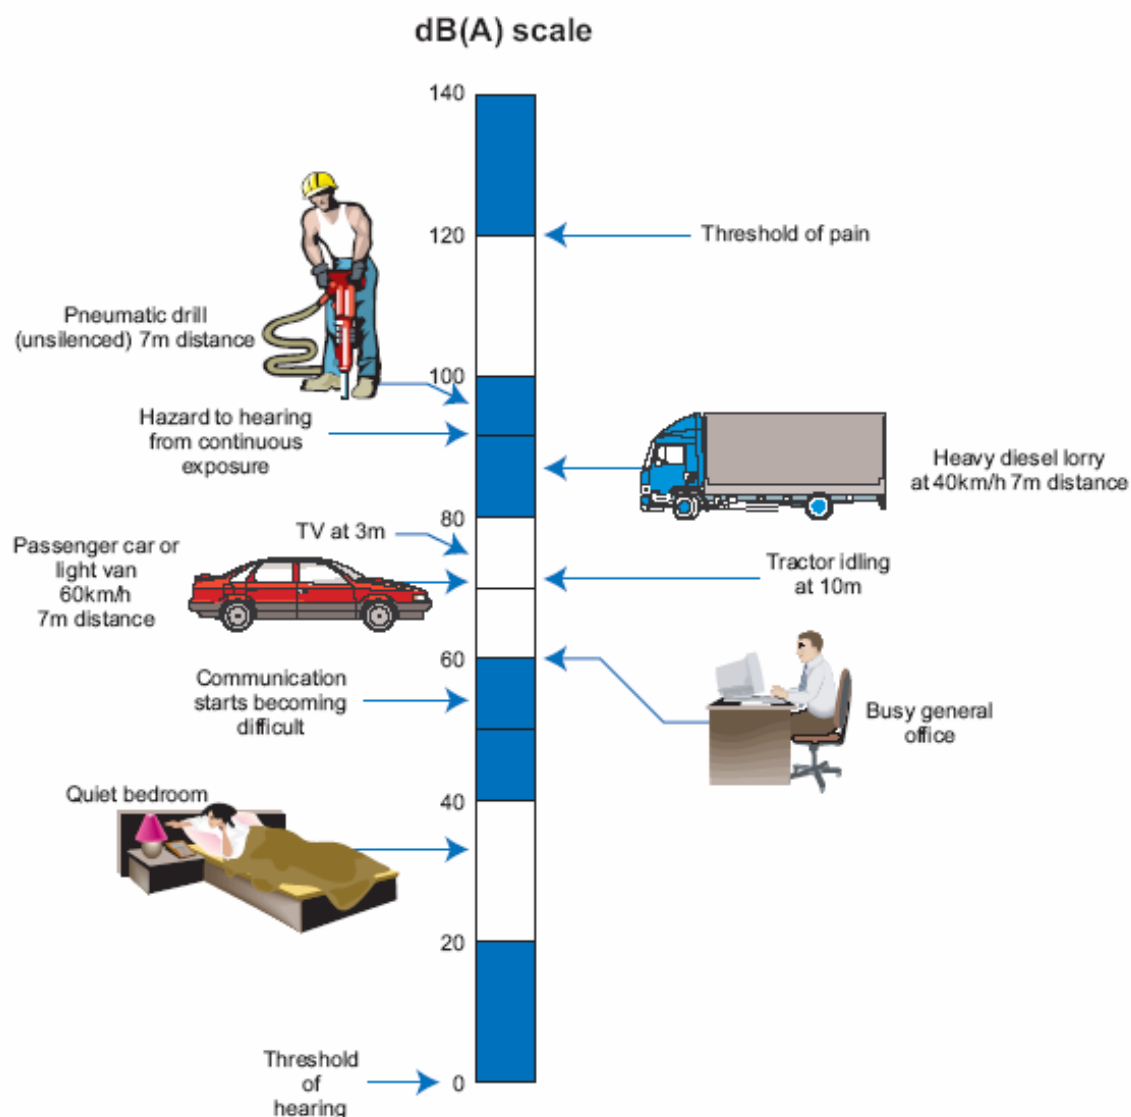 dB(A) scale
140
120
Threshold of pain
Pneumatic drill
(unsilenced) 7m distance
100
Hazard to hearing
from continuous
exposure
Heavy diesel lorry
at 40km/h 7m distance
80
TV at 3m
Passenger car or
light van
60km/h
7m distance
Tractor idling
at 10m
60
Communication
starts becoming
difficult
Busy general
office
Quiet bedroom
40
20
Threshold
of
hearing
0